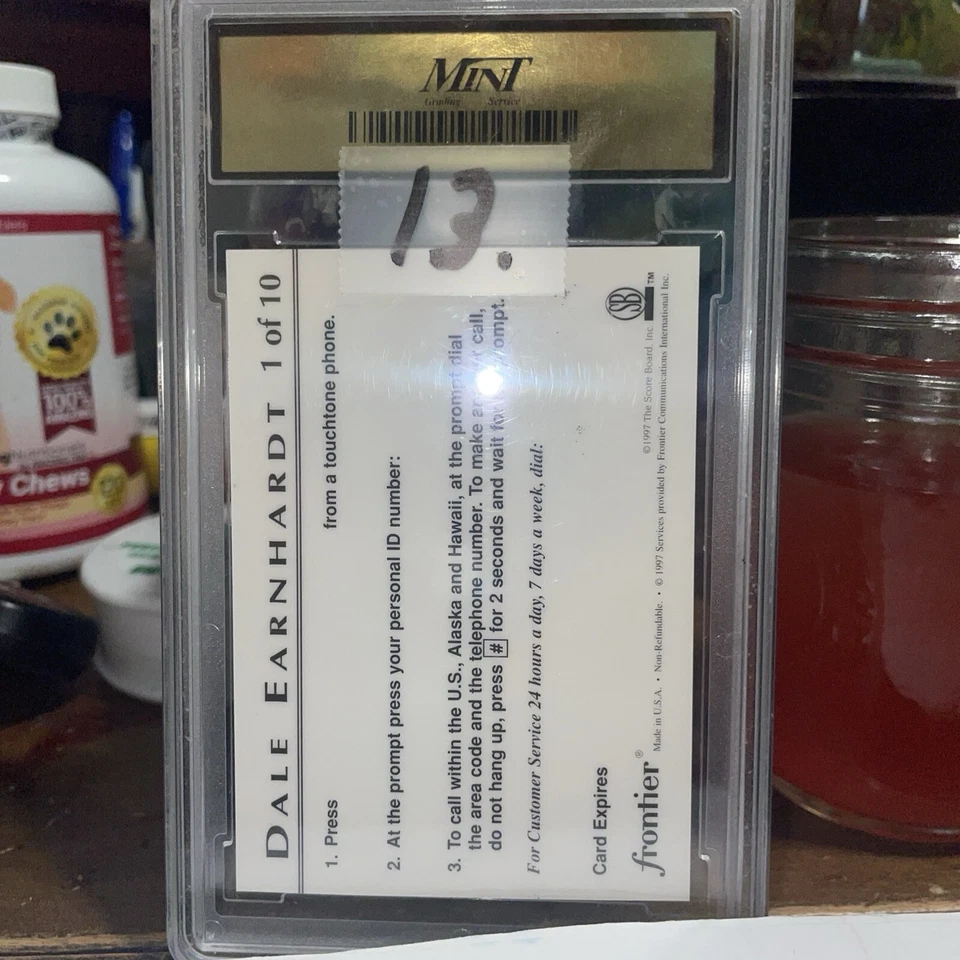 MINT
Grading Service
13.
DALE EARNHARDT 1 of 10
1. Press from a touchtone phone.
2. At the prompt press your personal ID number:
3. To call within the U.S., Alaska and Hawaii, at the prompt dial
the area code and the telephone number. To make call,
do not hang up, press # for 2 seconds and wait for prompt.
For Customer Service 24 hours a day, 7 days a week, dial:
Card Expires
©1997 The Score Board, Inc.
SB TM
frontier®
Made in U.S.A. • Non-Refundable. • © 1997 Services provided by Frontier Communications International Inc.
100%
Chews